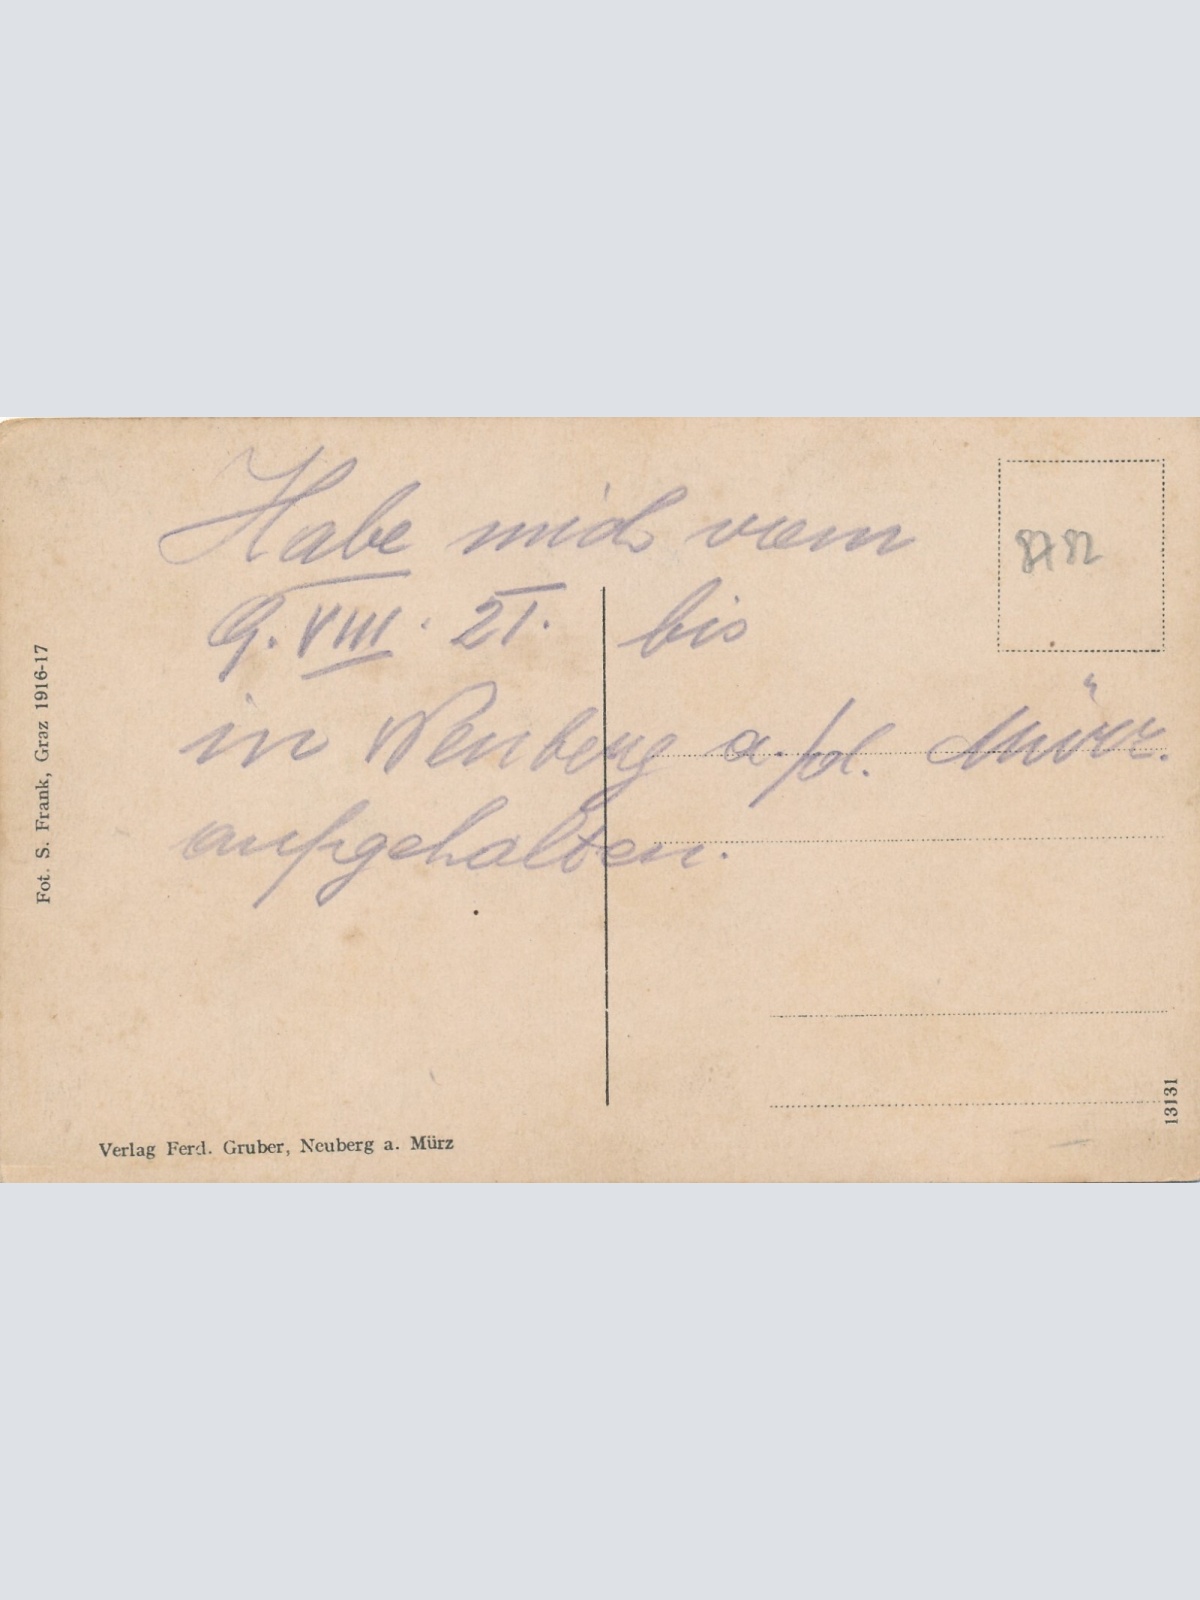 Habe mich vom
9. VIII. 21. bis
in Neuberg a./d. Mürz.
aufgehalten.
8782
Fot. S. Frank, Graz 1916-17
Verlag Ferd. Gruber, Neuberg a. Mürz
13131